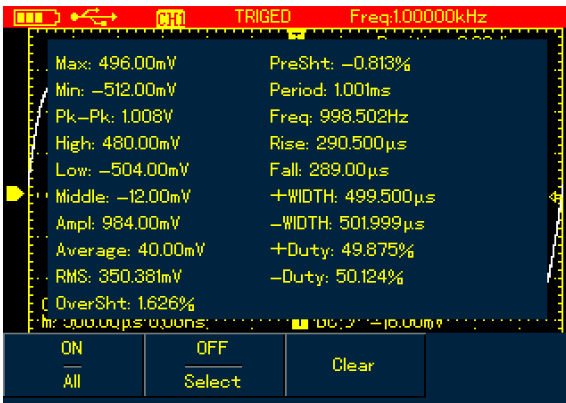 CH1 TRIGED Freq:1.00000kHz
Max: 496.00mV PreSht: −0.813%
Min: −512.00mV Period: 1.001ms
Pk−Pk: 1.008V Freq: 998.502Hz
High: 480.00mV Rise: 290.500µs
Low: −504.00mV Fall: 289.00µs
Middle: −12.00mV +WIDTH: 499.500µs
Ampl: 984.00mV −WIDTH: 501.999µs
Average: 40.00mV +Duty: 49.875%
RMS: 350.381mV −Duty: 50.124%
OverSht: 1.626%
ON OFF Clear
All Select